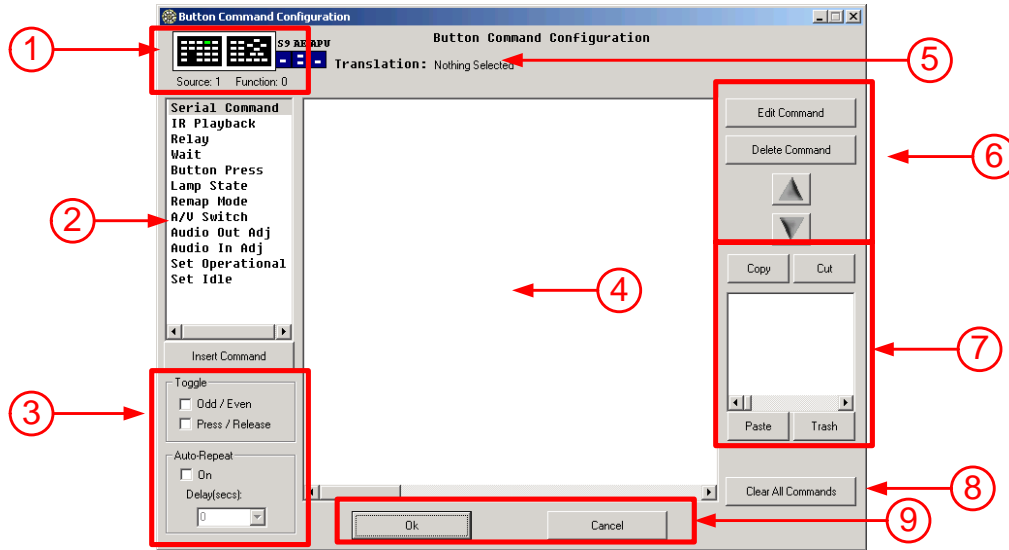 Button Command Configuration
1
S9 AE APU
Button Command Configuration
Translation: Nothing Selected
5
Source: 1 Function: 0
Serial Command
IR Playback
Relay
Wait
Button Press
Lamp State
Remap Mode
A/V Switch
Audio Out Adj
Audio In Adj
Set Operational
Set Idle
2
Insert Command
3
Toggle
Odd / Even
Press / Release
Auto-Repeat
On
Delay(secs):
0
4
Edit Command
Delete Command
6
Copy Cut
7
Paste Trash
Clear All Commands
8
Ok Cancel
9